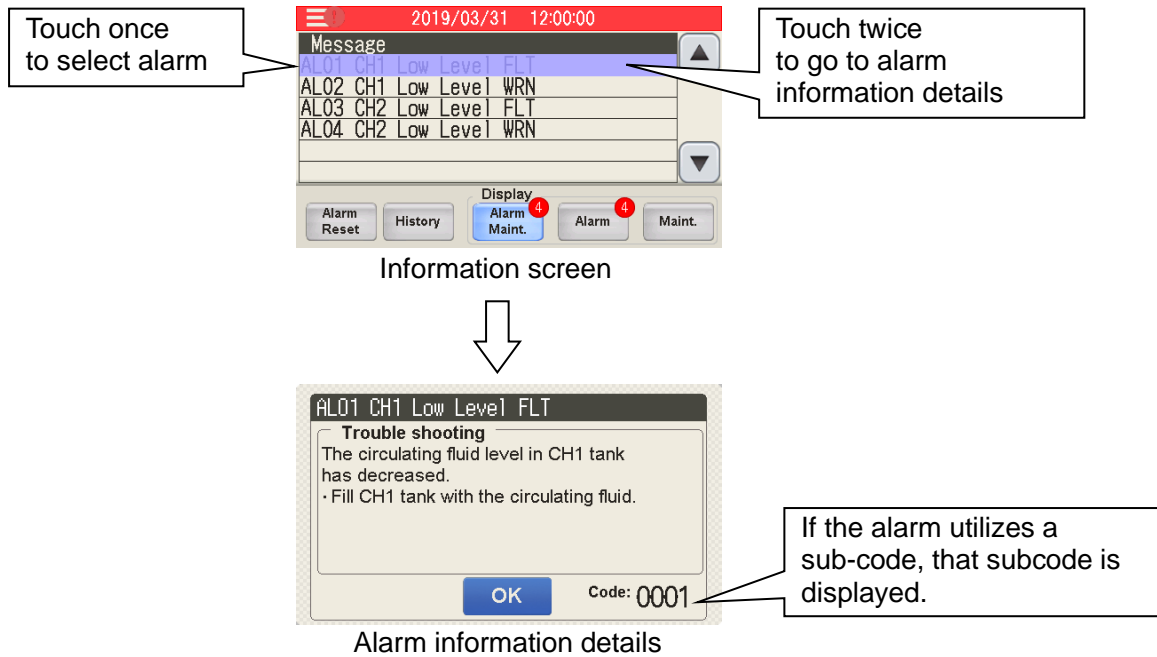 Touch once
to select alarm
2019/03/31 12:00:00
Message
AL01 CH1 Low Level FLT
AL02 CH1 Low Level WRN
AL03 CH2 Low Level FLT
AL04 CH2 Low Level WRN
Touch twice
to go to alarm
information details
Display
Alarm
Reset
History
Alarm
Maint.
4
Alarm
4
Maint.
Information screen
AL01 CH1 Low Level FLT
Trouble shooting
The circulating fluid level in CH1 tank
has decreased.
・Fill CH1 tank with the circulating fluid.
OK
Code: 0001
If the alarm utilizes a
sub-code, that subcode is
displayed.
Alarm information details